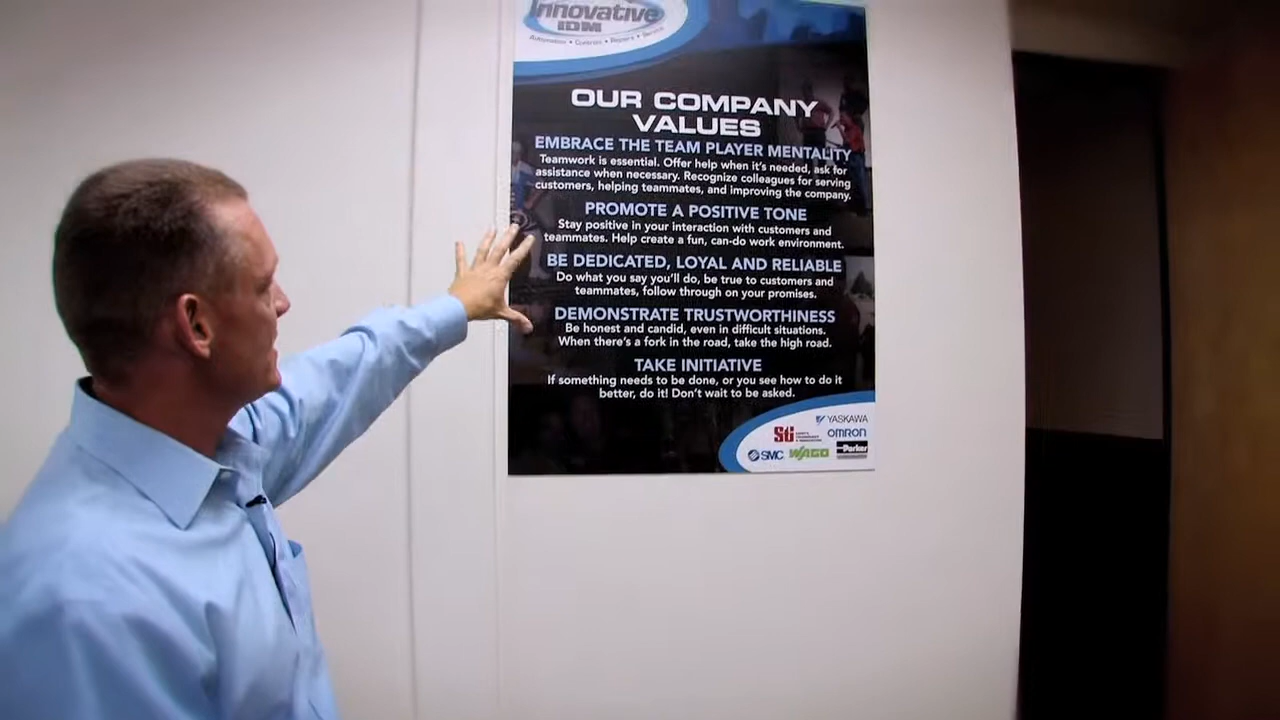 Innovative
IDM
Automation • Controls • Repairs • Service
OUR COMPANY
VALUES
EMBRACE THE TEAM PLAYER MENTALITY
Teamwork is essential. Offer help when it's needed, ask for
assistance when necessary. Recognize colleagues for serving
customers, helping teammates, and improving the company.
PROMOTE A POSITIVE TONE
Stay positive in your interaction with customers and
teammates. Help create a fun, can-do work environment.
BE DEDICATED, LOYAL AND RELIABLE
Do what you say you'll do, be true to customers and
teammates, follow through on your promises.
DEMONSTRATE TRUSTWORTHINESS
Be honest and candid, even in difficult situations.
When there's a fork in the road, take the high road.
TAKE INITIATIVE
If something needs to be done, or you see how to do it
better, do it! Don't wait to be asked.
YASKAWA
Sti OMRON
SMC WAGO Parker